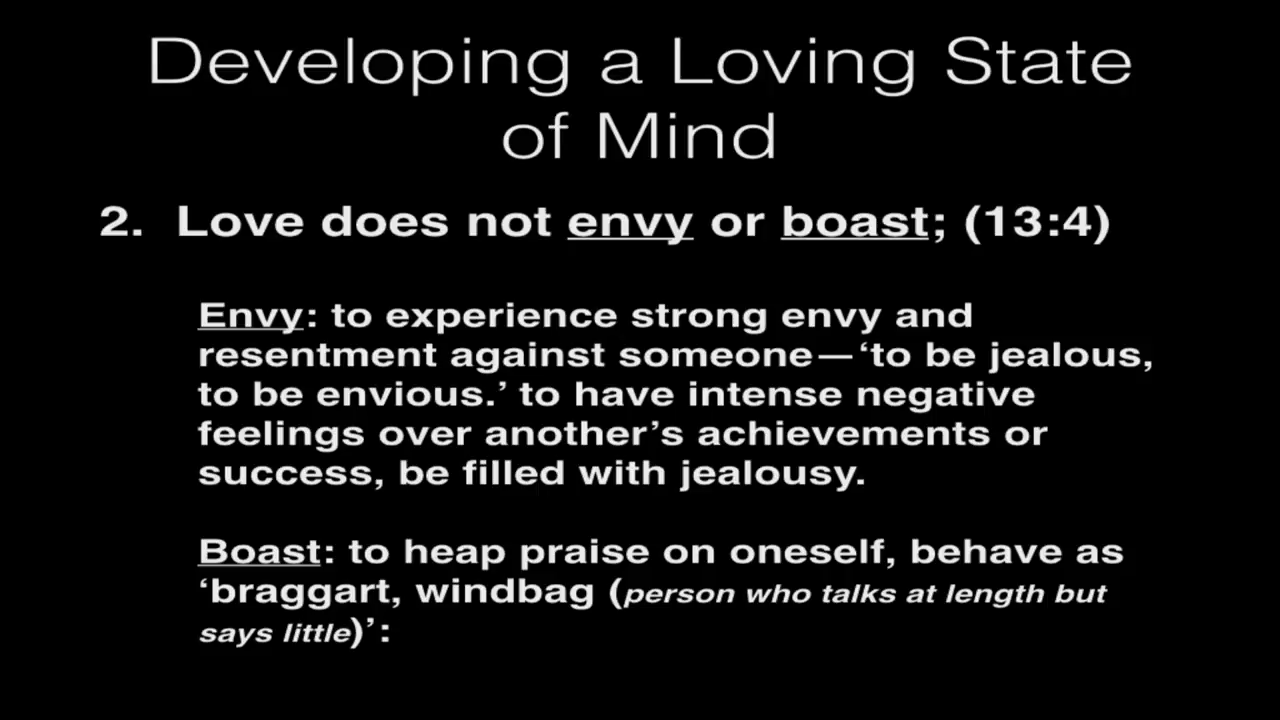 Developing a Loving State
of Mind
2. Love does not envy or boast; (13:4)
Envy: to experience strong envy and
resentment against someone—‘to be jealous,
to be envious.’ to have intense negative
feelings over another’s achievements or
success, be filled with jealousy.
Boast: to heap praise on oneself, behave as
‘braggart, windbag (person who talks at length but
says little)’: